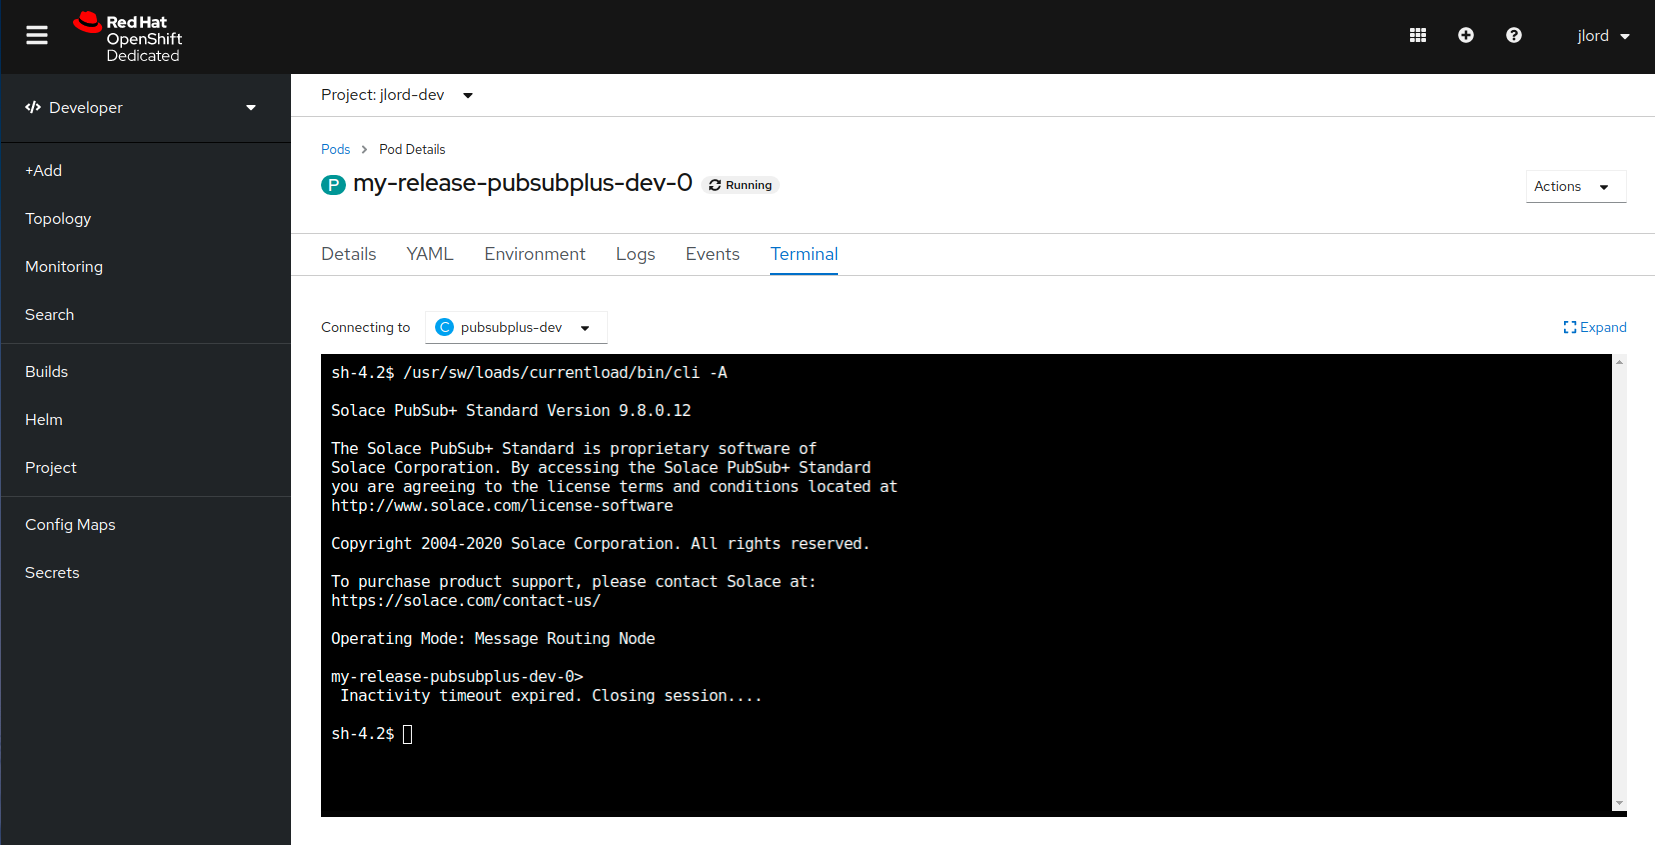 Red Hat
OpenShift
Dedicated
jlord
Developer
+Add
Topology
Monitoring
Search
Builds
Helm
Project
Config Maps
Secrets
Project: jlord-dev
Pods > Pod Details
P my-release-pubsubplus-dev-0 Running
Actions
Details YAML Environment Logs Events Terminal
Connecting to C pubsubplus-dev
Expand
sh-4.2$ /usr/sw/loads/currentload/bin/cli -A
Solace PubSub+ Standard Version 9.8.0.12
The Solace PubSub+ Standard is proprietary software of
Solace Corporation. By accessing the Solace PubSub+ Standard
you are agreeing to the license terms and conditions located at
http://www.solace.com/license-software
Copyright 2004-2020 Solace Corporation. All rights reserved.
To purchase product support, please contact Solace at:
https://solace.com/contact-us/
Operating Mode: Message Routing Node
my-release-pubsubplus-dev-0>
Inactivity timeout expired. Closing session....
sh-4.2$